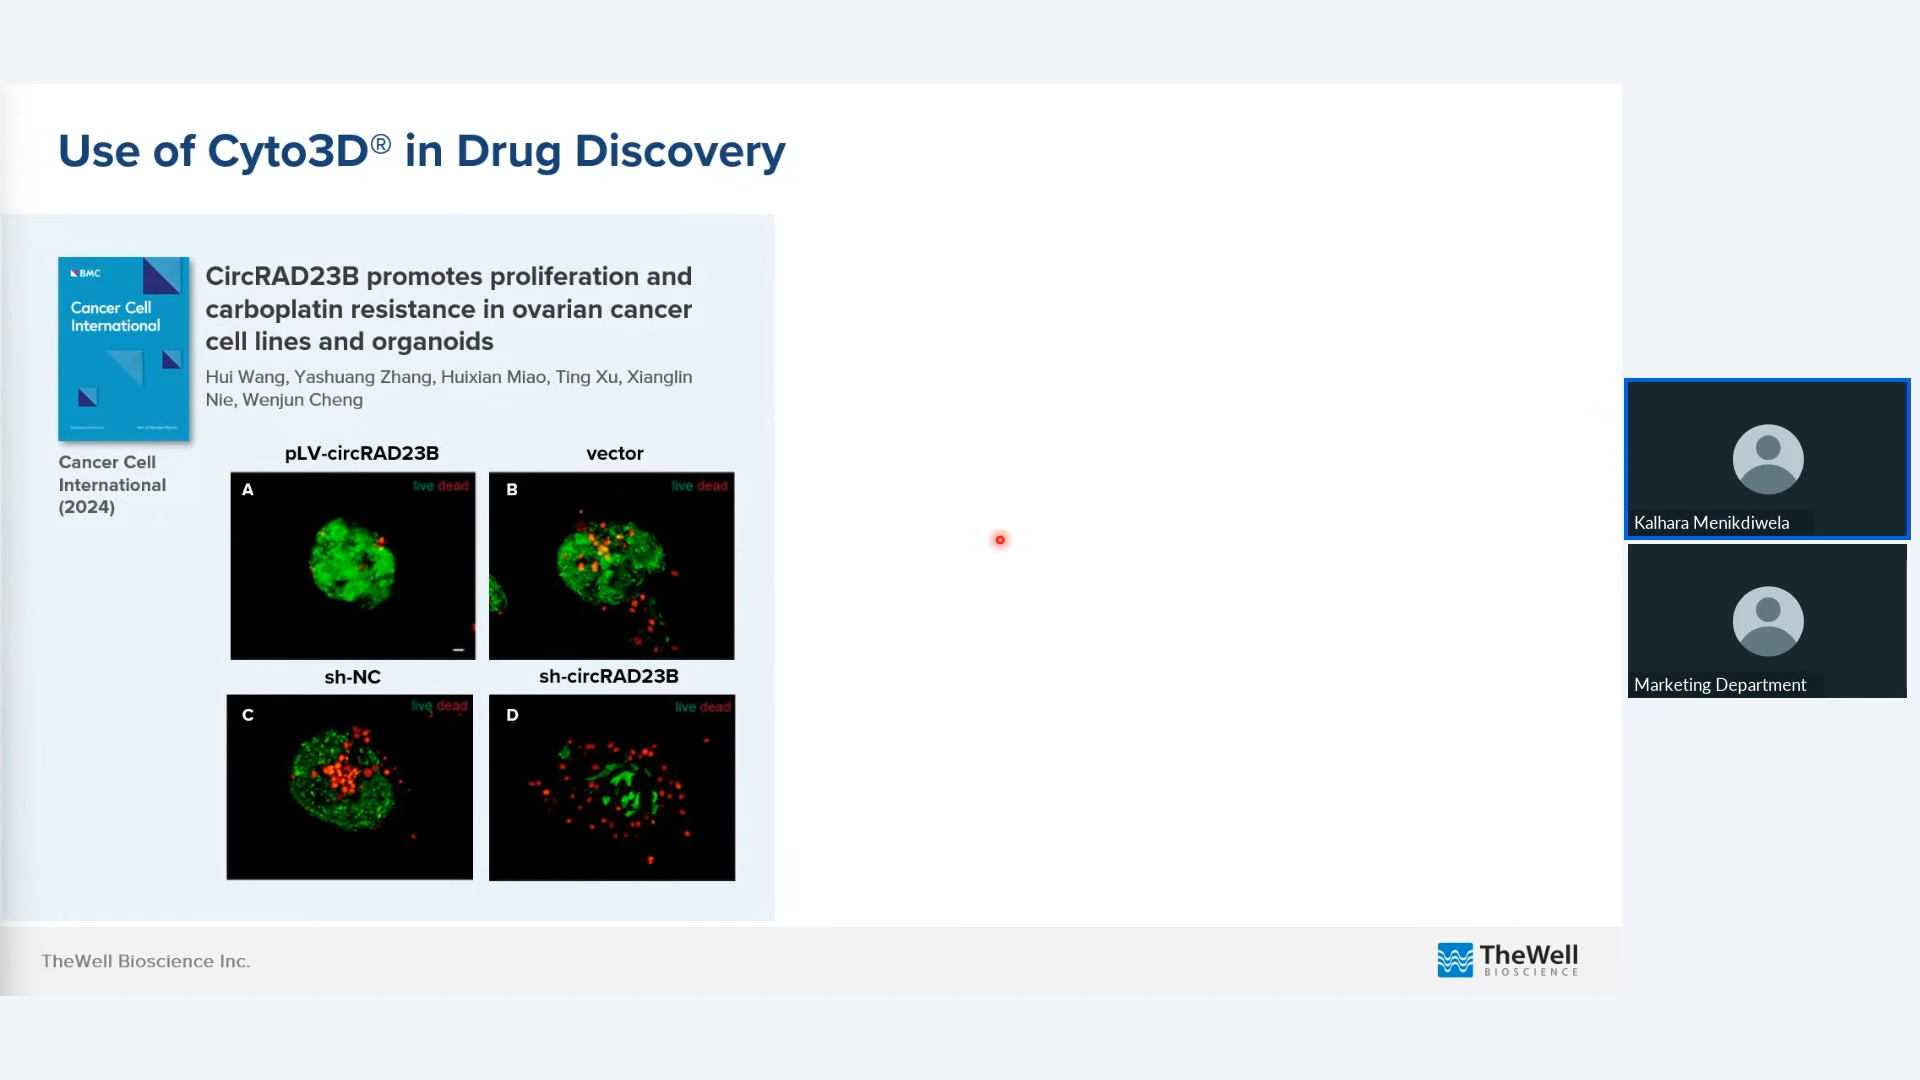 Use of Cyto3D® in Drug Discovery
BMC
Cancer Cell
International
CircRAD23B promotes proliferation and
carboplatin resistance in ovarian cancer
cell lines and organoids
Hui Wang, Yashuang Zhang, Huixian Miao, Ting Xu, Xianglin
Nie, Wenjun Cheng
Cancer Cell
International
(2024)
pLV-circRAD23B
vector
A
live dead
B
live dead
sh-NC
sh-circRAD23B
C
live dead
D
live dead
Kalhara Menikdiwela
Marketing Department
TheWell Bioscience Inc.
TheWell
BIOSCIENCE